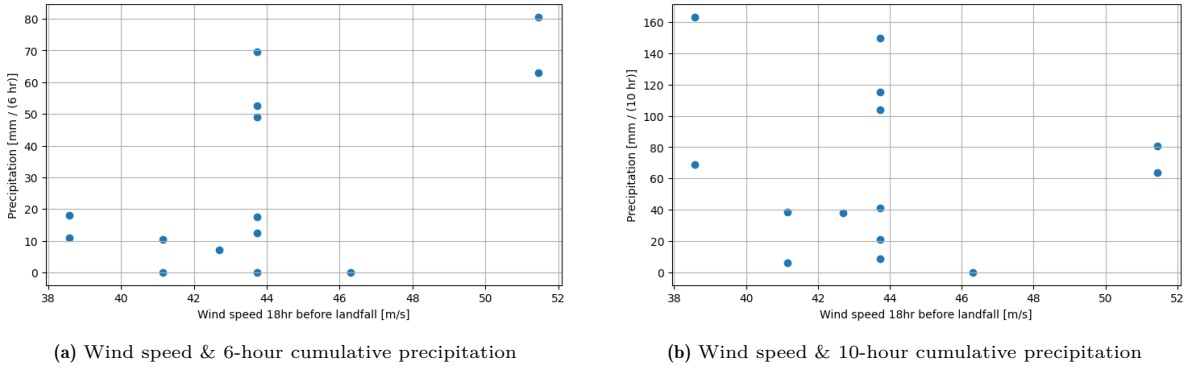 80
70
60
50
40
30
20
10
0
Precipitation [mm / (6 hr)]
38 40 42 44 46 48 50 52
Wind speed 18hr before landfall [m/s]
(a) Wind speed & 6-hour cumulative precipitation
160
140
120
100
80
60
40
20
0
Precipitation [mm / (10 hr)]
38 40 42 44 46 48 50 52
Wind speed 18hr before landfall [m/s]
(b) Wind speed & 10-hour cumulative precipitation